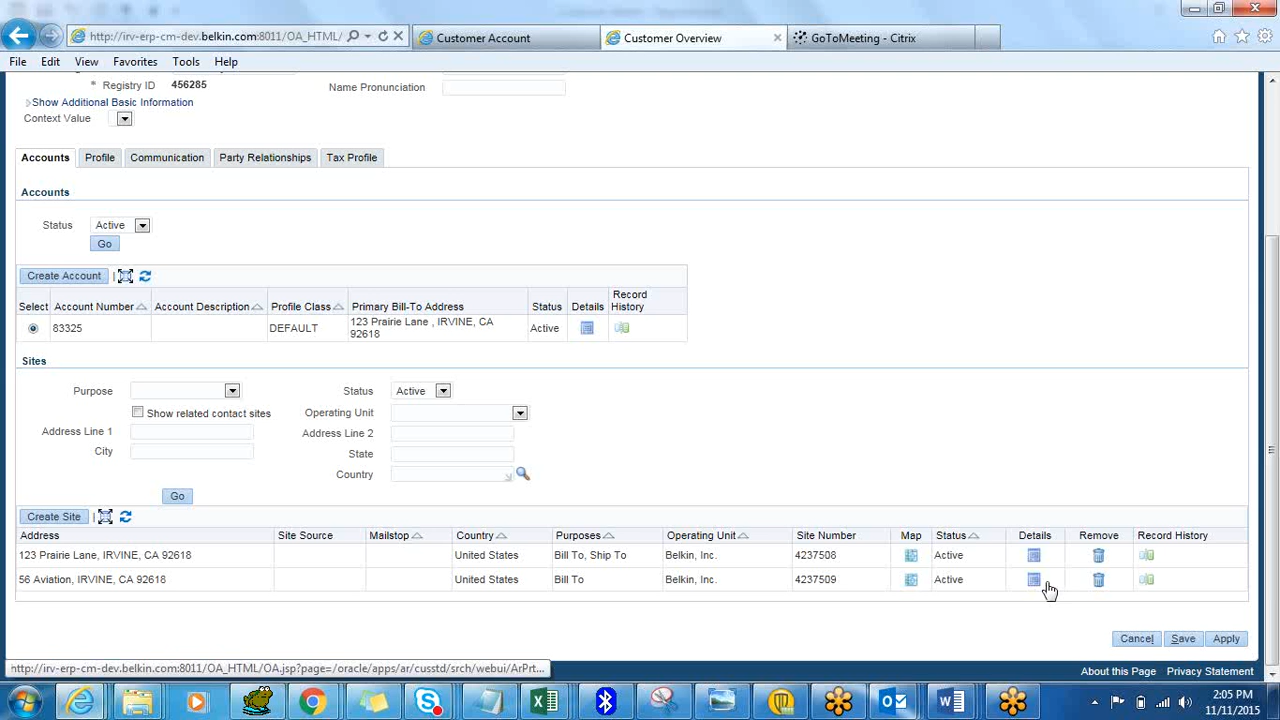 http://irv-erp-cm-dev.belkin.com:8011/OA_HTML/
Customer Account
Customer Overview
GoToMeeting - Citrix
File Edit View Favorites Tools Help
* Registry ID 456285
Name Pronunciation
Show Additional Basic Information
Context Value
Accounts Profile Communication Party Relationships Tax Profile
Accounts
Status Active
Go
Create Account
Select Account Number Account Description Profile Class Primary Bill-To Address Status Details Record History
83325 DEFAULT 123 Prairie Lane , IRVINE, CA 92618 Active
Sites
Purpose Status Active
Show related contact sites Operating Unit
Address Line 1 Address Line 2
City State
Country
Go
Create Site
Address Site Source Mailstop Country Purposes Operating Unit Site Number Map Status Details Remove Record History
123 Prairie Lane, IRVINE, CA 92618 United States Bill To, Ship To Belkin, Inc. 4237508 Active
56 Aviation, IRVINE, CA 92618 United States Bill To Belkin, Inc. 4237509 Active
Cancel Save Apply
http://irv-erp-cm-dev.belkin.com:8011/OA_HTML/OA.jsp?page=/oracle/apps/ar/cusstd/srch/webui/ArPrt...
About this Page Privacy Statement
2:05 PM
11/11/2015